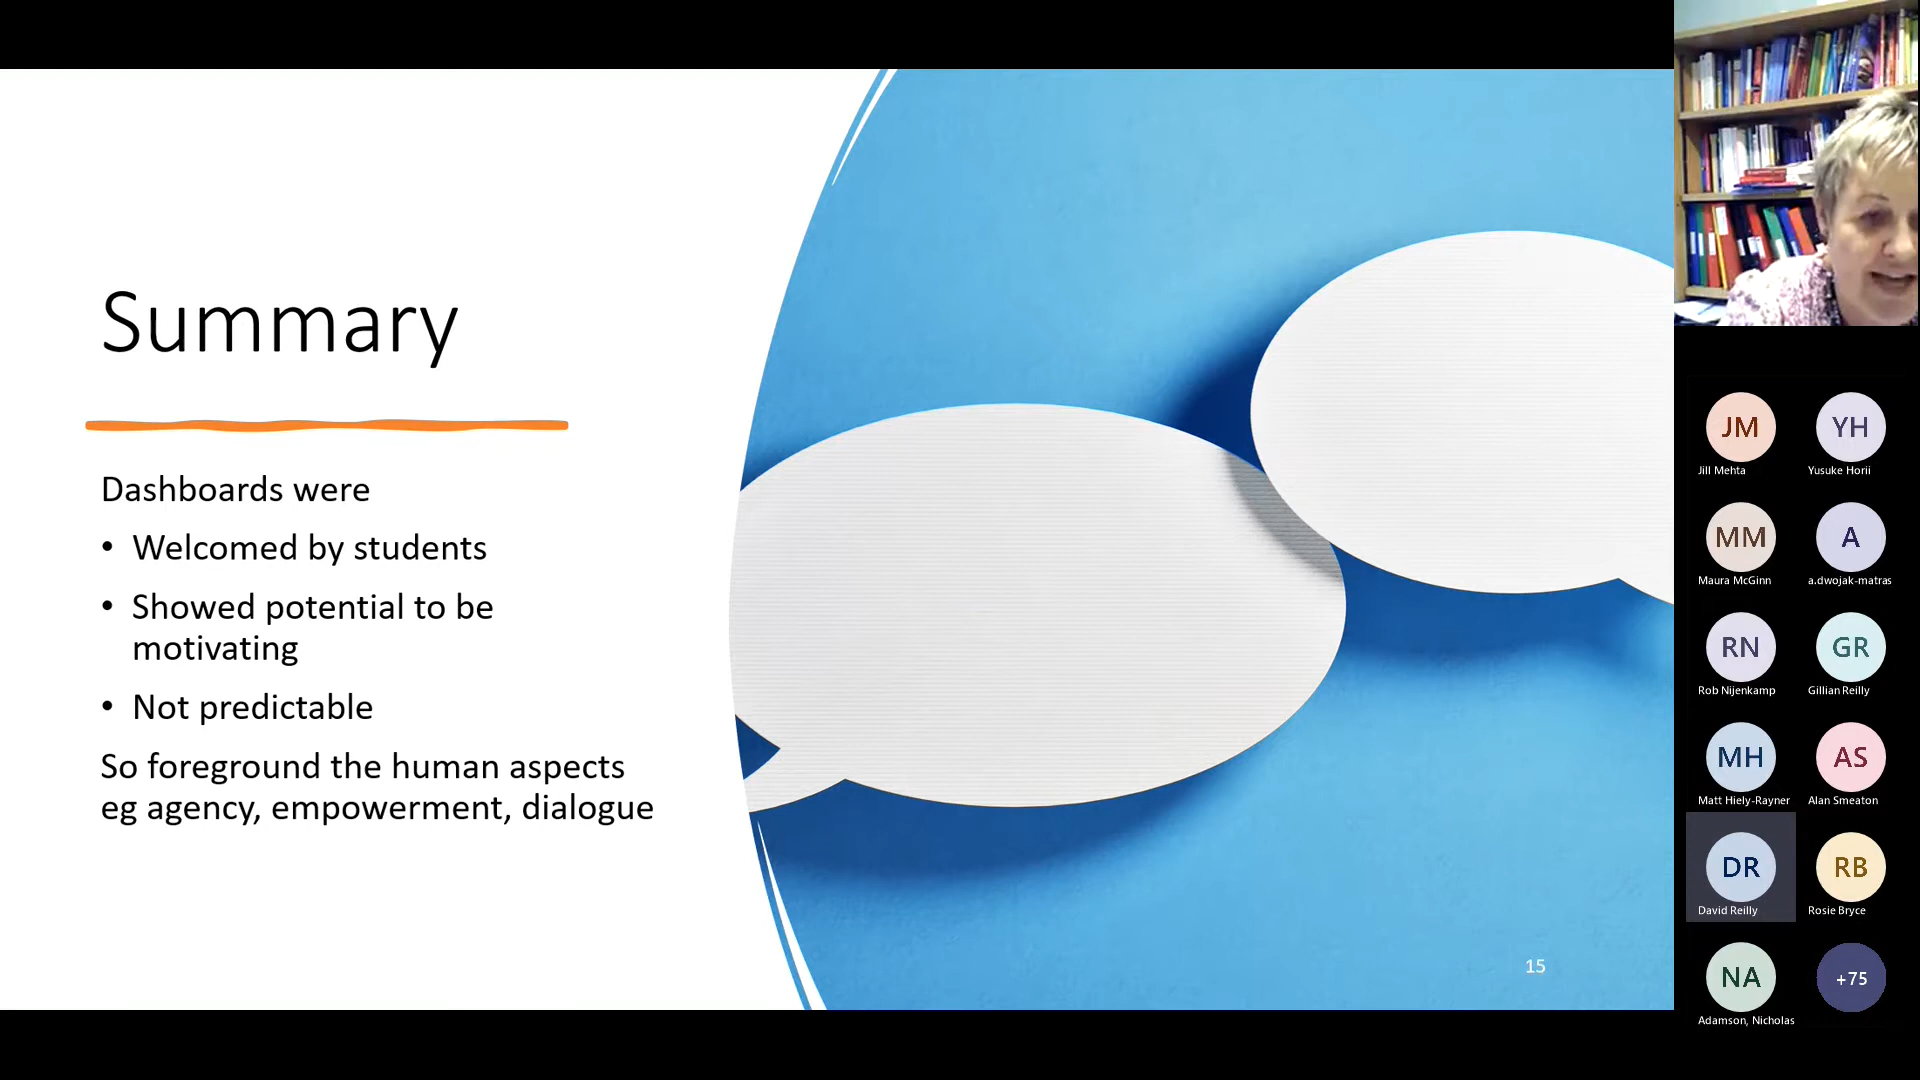 Summary
Dashboards were
• Welcomed by students
• Showed potential to be
motivating
• Not predictable
So foreground the human aspects
eg agency, empowerment, dialogue
15
JM
Jill Mehta
YH
Yusuke Horii
MM
Maura McGinn
A
a.dwojak-matras
RN
Rob Nijenkamp
GR
Gillian Reilly
MH
Matt Hiely-Rayner
AS
Alan Smeaton
DR
David Reilly
RB
Rosie Bryce
NA
Adamson, Nicholas
+75